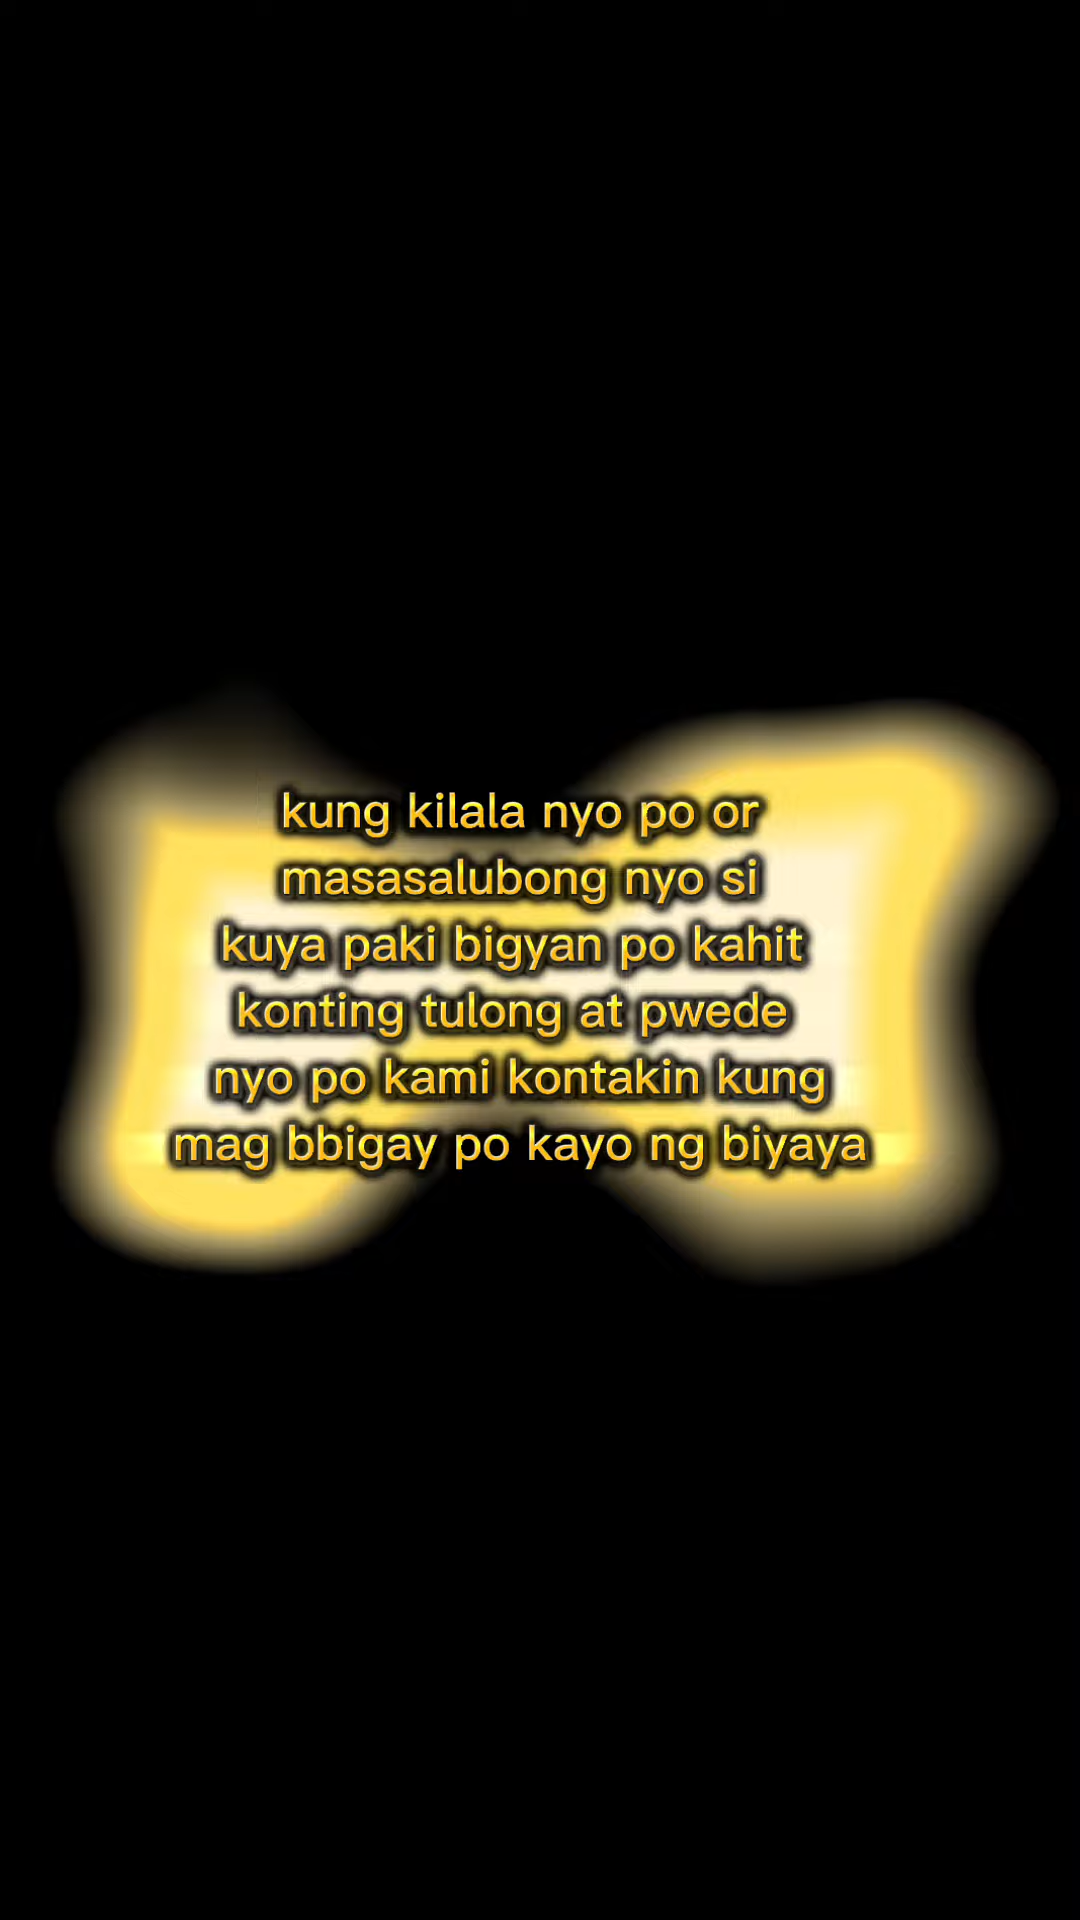 kung kilala nyo po or
masasalubong nyo si
kuya paki bigyan po kahit
konting tulong at pwede
nyo po kami kontakin kung
mag bbigay po kayo ng biyaya